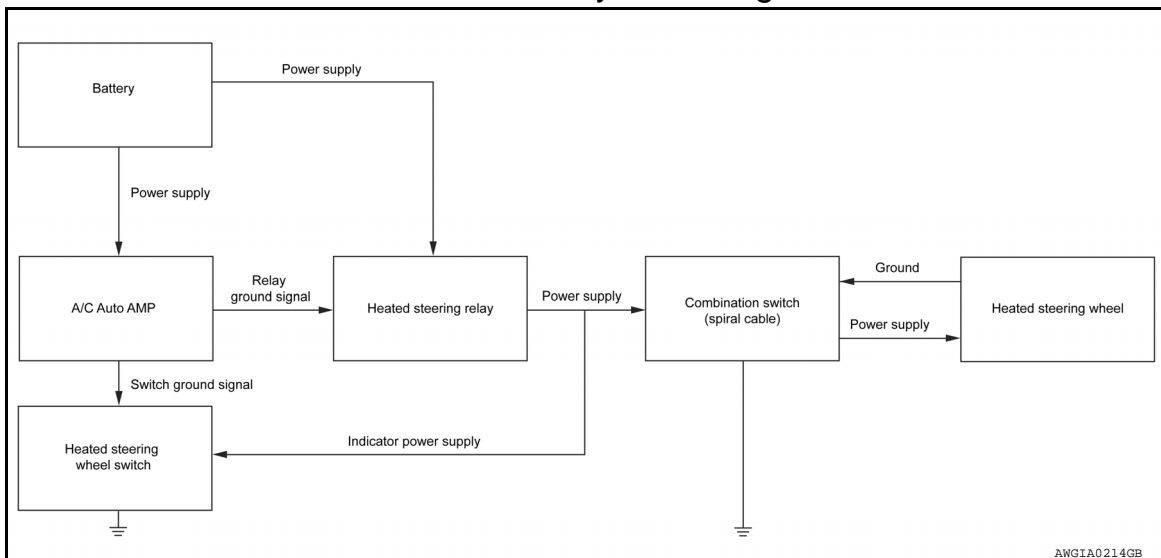 Power supply
Battery
Power supply
A/C Auto AMP
Relay
ground signal
Heated steering relay
Power supply
Combination switch
(spiral cable)
Ground
Power supply
Heated steering wheel
Switch ground signal
Heated steering
wheel switch
Indicator power supply
AWGIA0214GB